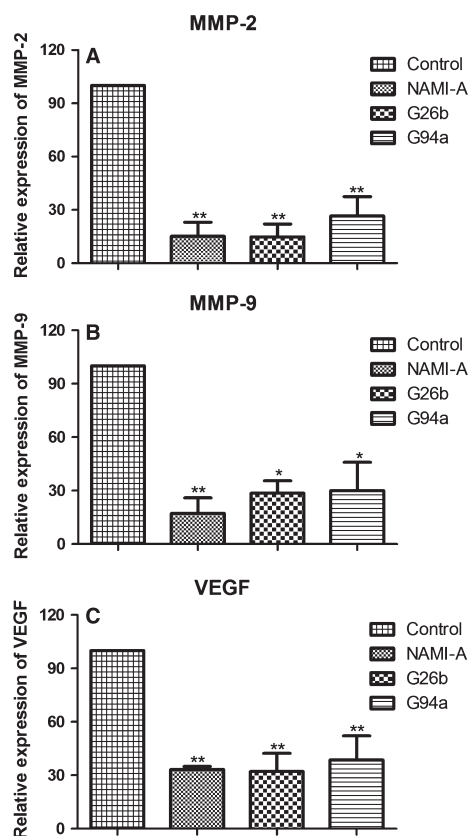 MMP-2
A
Relative expression of MMP-2
120
90
60
30
0
**
**
**
Control
NAMI-A
G26b
G94a
MMP-9
B
Relative expression of MMP-9
120
90
60
30
0
**
*
*
Control
NAMI-A
G26b
G94a
VEGF
C
Relative expression of VEGF
120
90
60
30
0
**
**
**
Control
NAMI-A
G26b
G94a